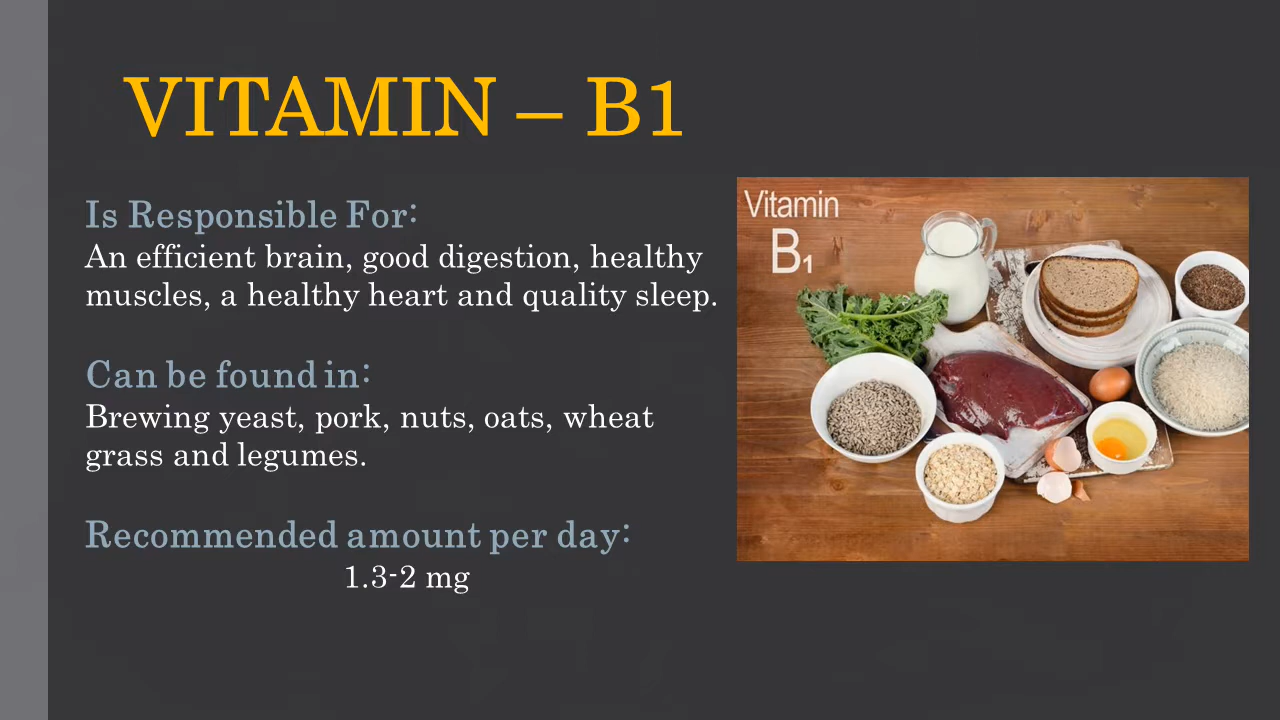 VITAMIN – B1
Is Responsible For:
An efficient brain, good digestion, healthy
muscles, a healthy heart and quality sleep.
Can be found in:
Brewing yeast, pork, nuts, oats, wheat
grass and legumes.
Recommended amount per day:
1.3-2 mg
Vitamin
B₁